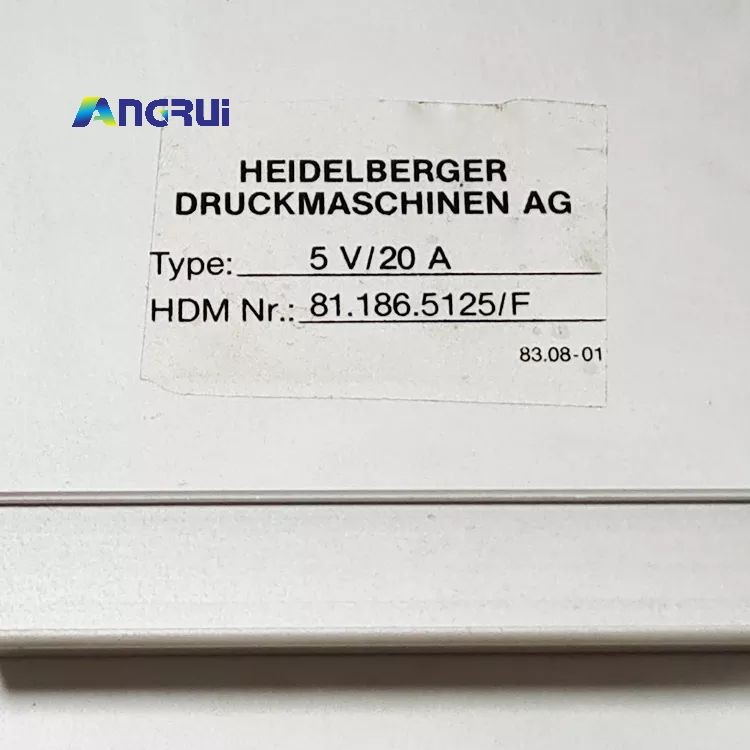 ANGRUi
HEIDELBERGER
DRUCKMASCHINEN AG
Type: 5 V/20 A
HDM Nr.: 81.186.5125/F
83.08-01